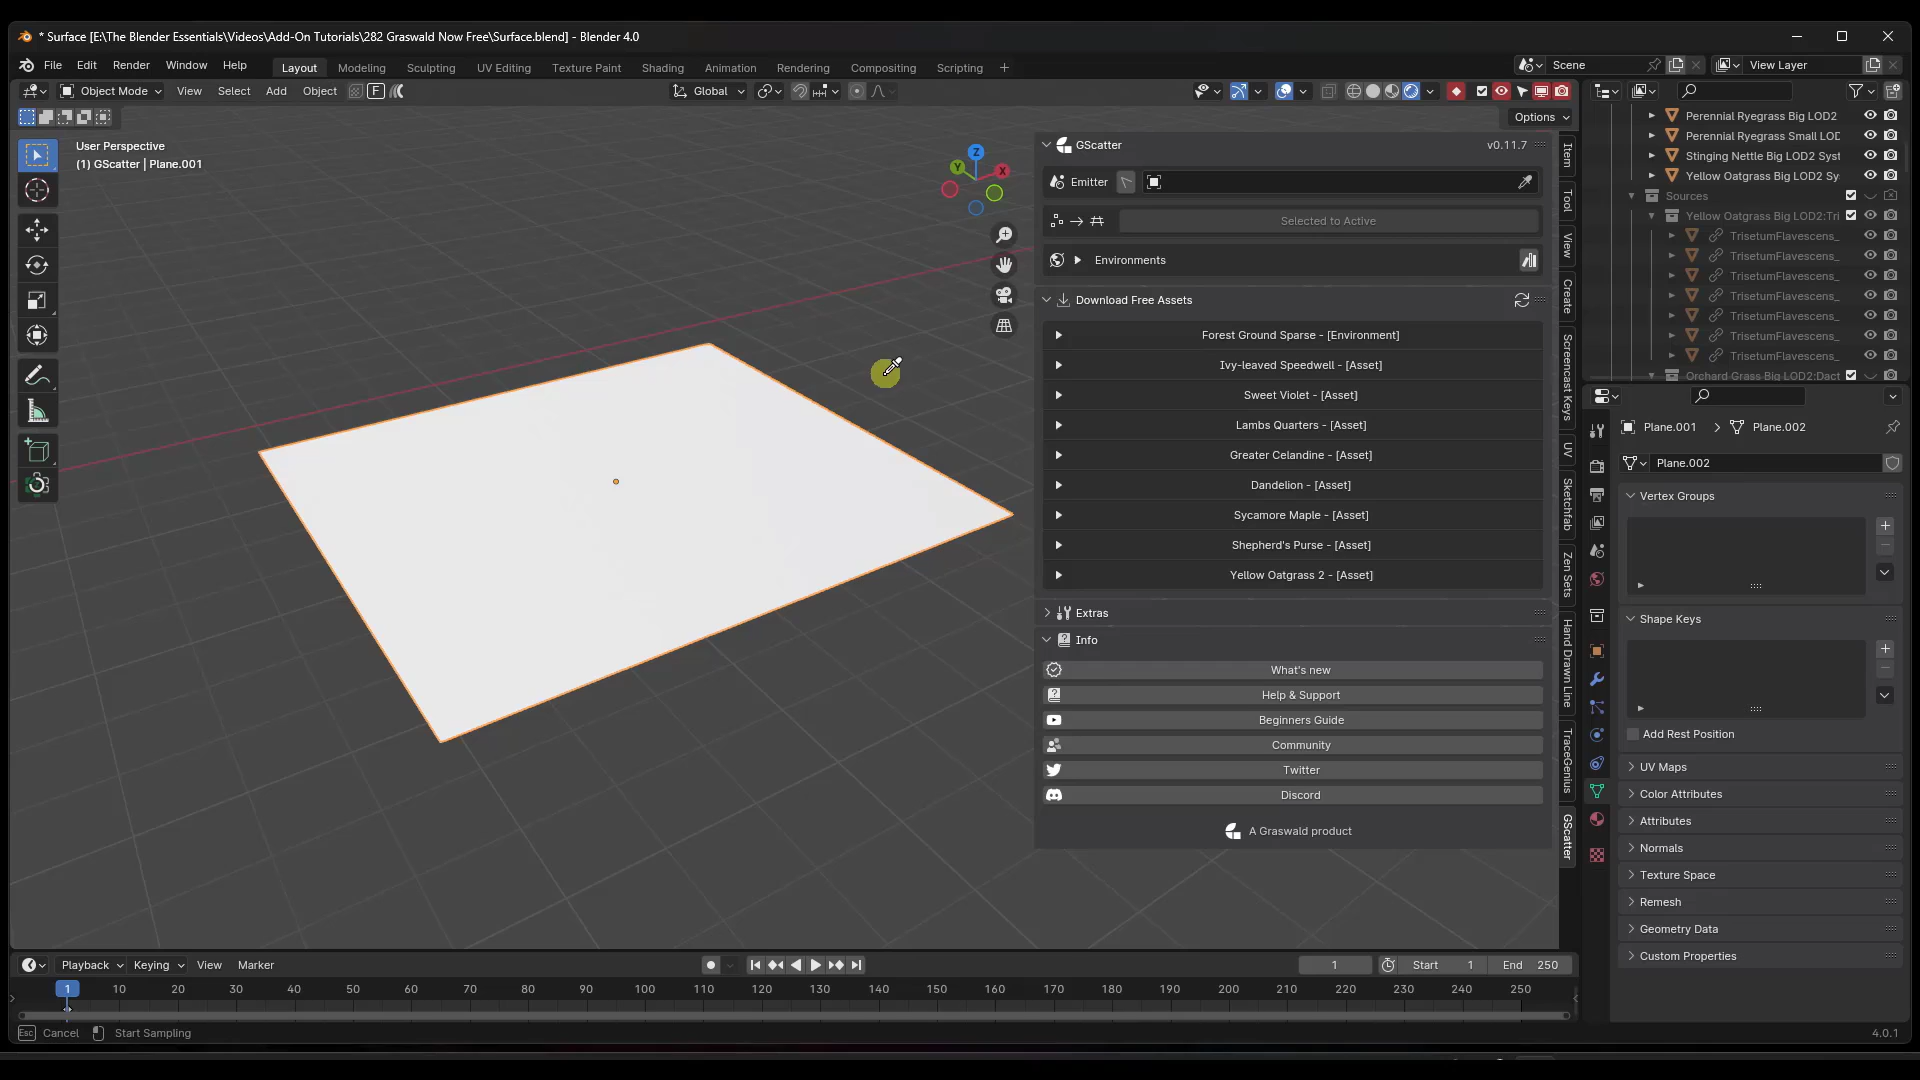 * Surface [E:\The Blender Essentials\Videos\Add-On Tutorials\282 Graswald Now Free\Surface.blend] - Blender 4.0
File Edit Render Window Help Layout Modeling Sculpting UV Editing Texture Paint Shading Animation Rendering Compositing Scripting + Scene View Layer
Object Mode View Select Add Object F Global
Options
User Perspective
(1) GScatter | Plane.001
Z
Y
X
GScatter v0.11.7
Emitter
Selected to Active
Environments
Download Free Assets
Forest Ground Sparse - [Environment]
Ivy-leaved Speedwell - [Asset]
Sweet Violet - [Asset]
Lambs Quarters - [Asset]
Greater Celandine - [Asset]
Dandelion - [Asset]
Sycamore Maple - [Asset]
Shepherd's Purse - [Asset]
Yellow Oatgrass 2 - [Asset]
Extras
Info
What's new
Help & Support
Beginners Guide
Community
Twitter
Discord
A Graswald product
Item
Tool
View
Create
Screencast Keys
UV
Sketchfab
Zen Sets
Hand Drawn Line
TraceGenius
GScatter
Perennial Ryegrass Big LOD2
Perennial Ryegrass Small LOD
Stinging Nettle Big LOD2 Syst
Yellow Oatgrass Big LOD2 Sy
Sources
Yellow Oatgrass Big LOD2:Tri
TrisetumFlavescens_
TrisetumFlavescens_
TrisetumFlavescens_
TrisetumFlavescens_
TrisetumFlavescens_
TrisetumFlavescens_
TrisetumFlavescens_
Orchard Grass Big LOD2:Dact
Plane.001 > Plane.002
Plane.002
Vertex Groups
Shape Keys
Add Rest Position
UV Maps
Color Attributes
Attributes
Normals
Texture Space
Remesh
Geometry Data
Custom Properties
Playback Keying View Marker 1 Start 1 End 250
1 10 20 30 40 50 60 70 80 90 100 110 120 130 140 150 160 170 180 190 200 210 220 230 240 250
Esc Cancel Start Sampling 4.0.1